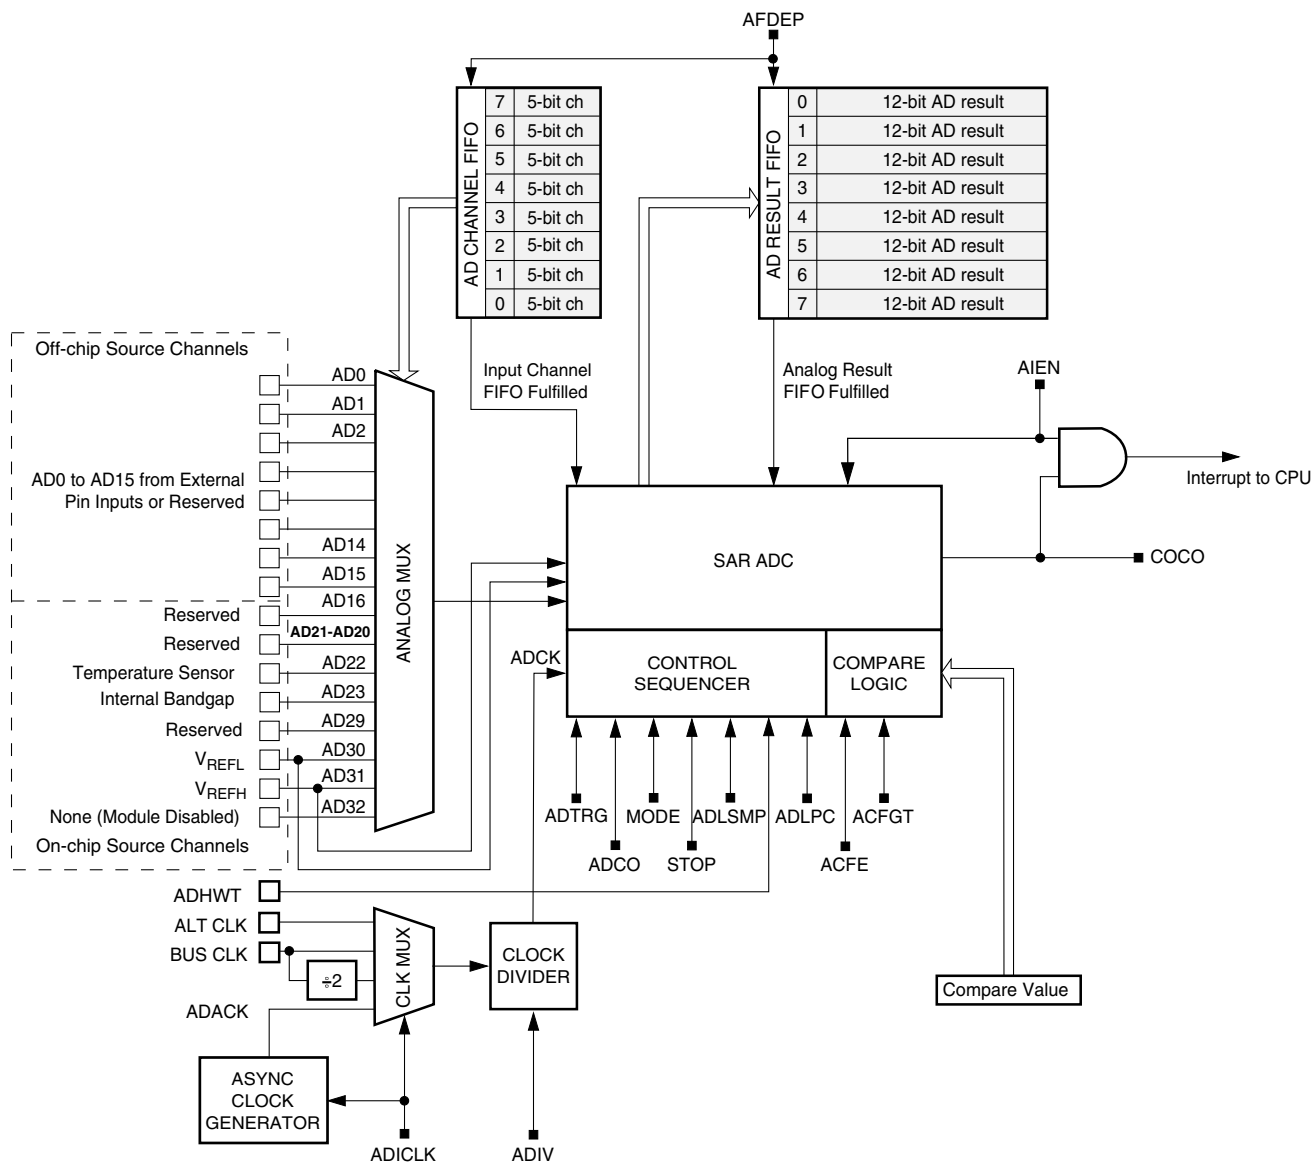 AFDEP
AD CHANNEL FIFO
7 5-bit ch
6 5-bit ch
5 5-bit ch
4 5-bit ch
3 5-bit ch
2 5-bit ch
1 5-bit ch
0 5-bit ch
AD RESULT FIFO
0 12-bit AD result
1 12-bit AD result
2 12-bit AD result
3 12-bit AD result
4 12-bit AD result
5 12-bit AD result
6 12-bit AD result
7 12-bit AD result
Input Channel
FIFO Fulfilled
Analog Result
FIFO Fulfilled
AIEN
Interrupt to CPU
COCO
Off-chip Source Channels
AD0
AD1
AD2
AD0 to AD15 from External
Pin Inputs or Reserved
AD14
AD15
Reserved AD16
Reserved AD21-AD20
Temperature Sensor AD22
Internal Bandgap AD23
Reserved AD29
VREFL AD30
VREFH AD31
None (Module Disabled) AD32
On-chip Source Channels
ANALOG MUX
SAR ADC
ADCK
CONTROL
SEQUENCER
COMPARE
LOGIC
ADTRG
MODE
ADLSMP
ADLPC
ACFGT
ADCO
STOP
ACFE
ADHWT
ALT CLK
BUS CLK
÷2
ADACK
CLK MUX
CLOCK
DIVIDER
Compare Value
ASYNC
CLOCK
GENERATOR
ADICLK
ADIV